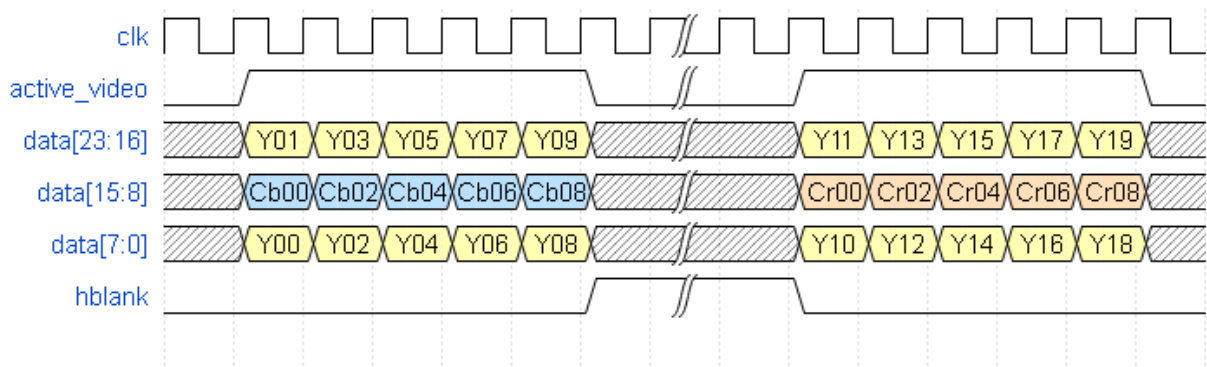 clk
active_video
data[23:16] Y01 Y03 Y05 Y07 Y09 Y11 Y13 Y15 Y17 Y19
data[15:8] Cb00 Cb02 Cb04 Cb06 Cb08 Cr00 Cr02 Cr04 Cr06 Cr08
data[7:0] Y00 Y02 Y04 Y06 Y08 Y10 Y12 Y14 Y16 Y18
hblank